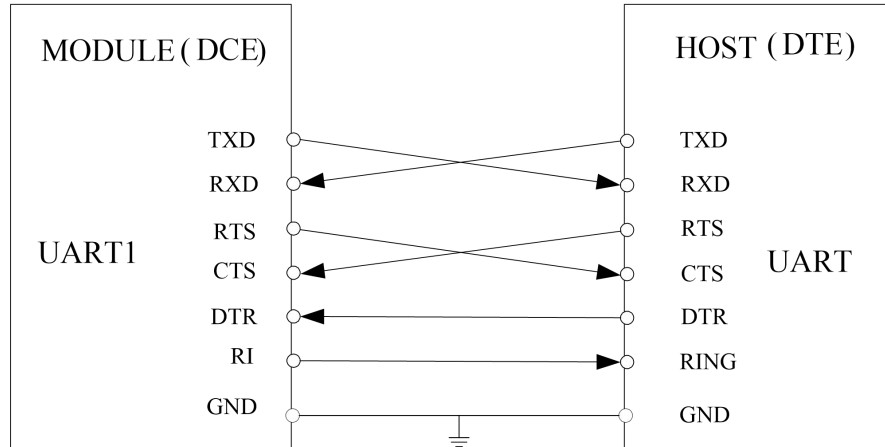 MODULE ( DCE)
HOST ( DTE)
TXD
TXD
RXD
RXD
RTS
RTS
UART1
UART
CTS
CTS
DTR
DTR
RI
RING
GND
GND